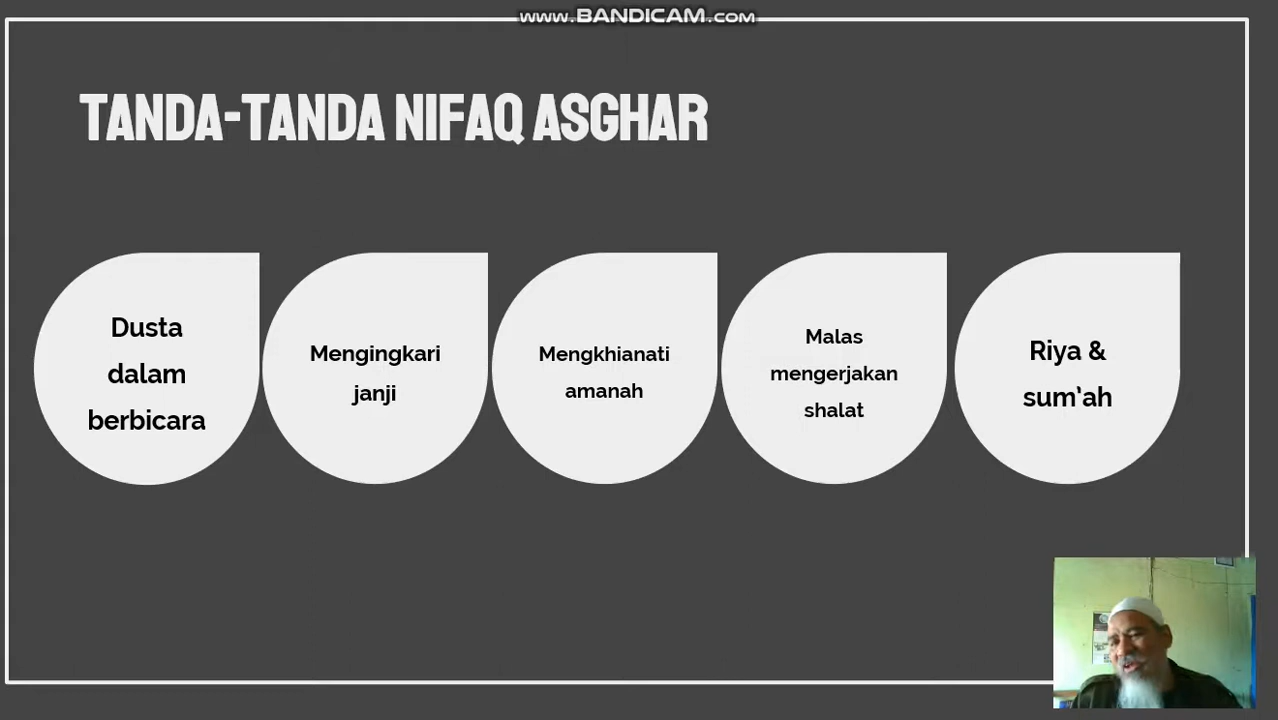 www.BANDICAM.com
TANDA-TANDA NIFAQ ASGHAR
Dusta
dalam
berbicara
Mengingkari
janji
Mengkhianati
amanah
Malas
mengerjakan
shalat
Riya &
sum’ah